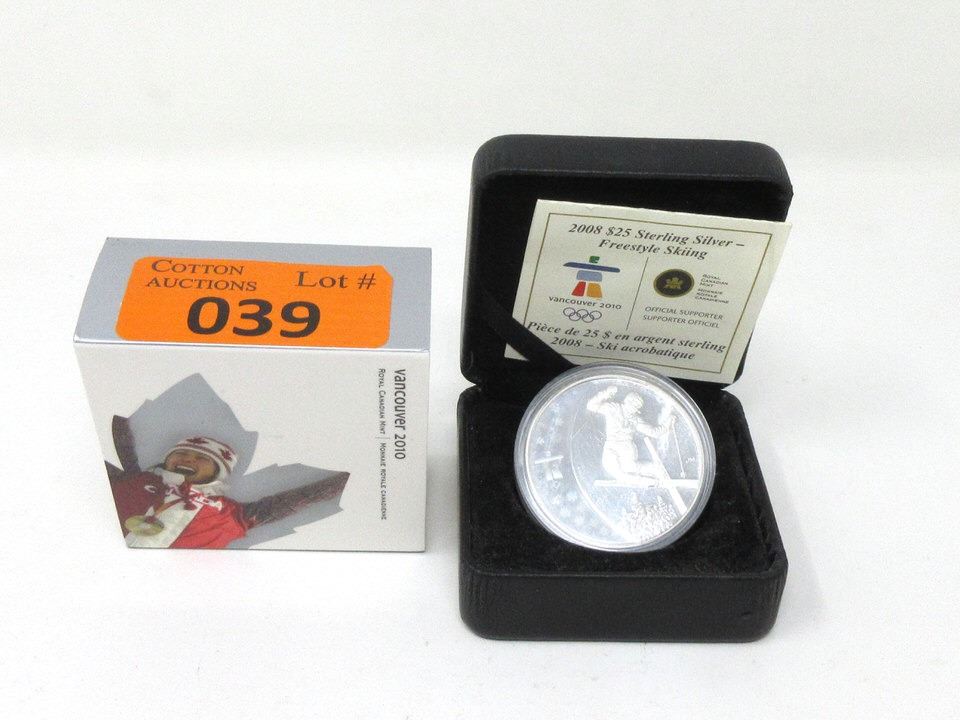 COTTON
AUCTIONS
Lot #
039
vancouver 2010
ROYAL CANADIAN MINT | MONNAIE ROYALE CANADIENNE
2008 $25 Sterling Silver –
Freestyle Skiing
vancouver 2010
ROYAL
CANADIAN
MINT
MONNAIE
ROYALE
CANADIENNE
OFFICIAL SUPPORTER
SUPPORTER OFFICIEL
Pièce de 25 $ en argent sterling
2008 – Ski acrobatique